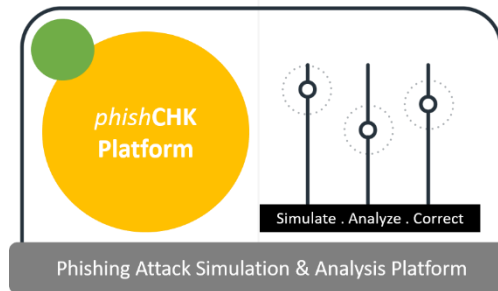 phishCHK
Platform
Simulate . Analyze . Correct
Phishing Attack Simulation & Analysis Platform